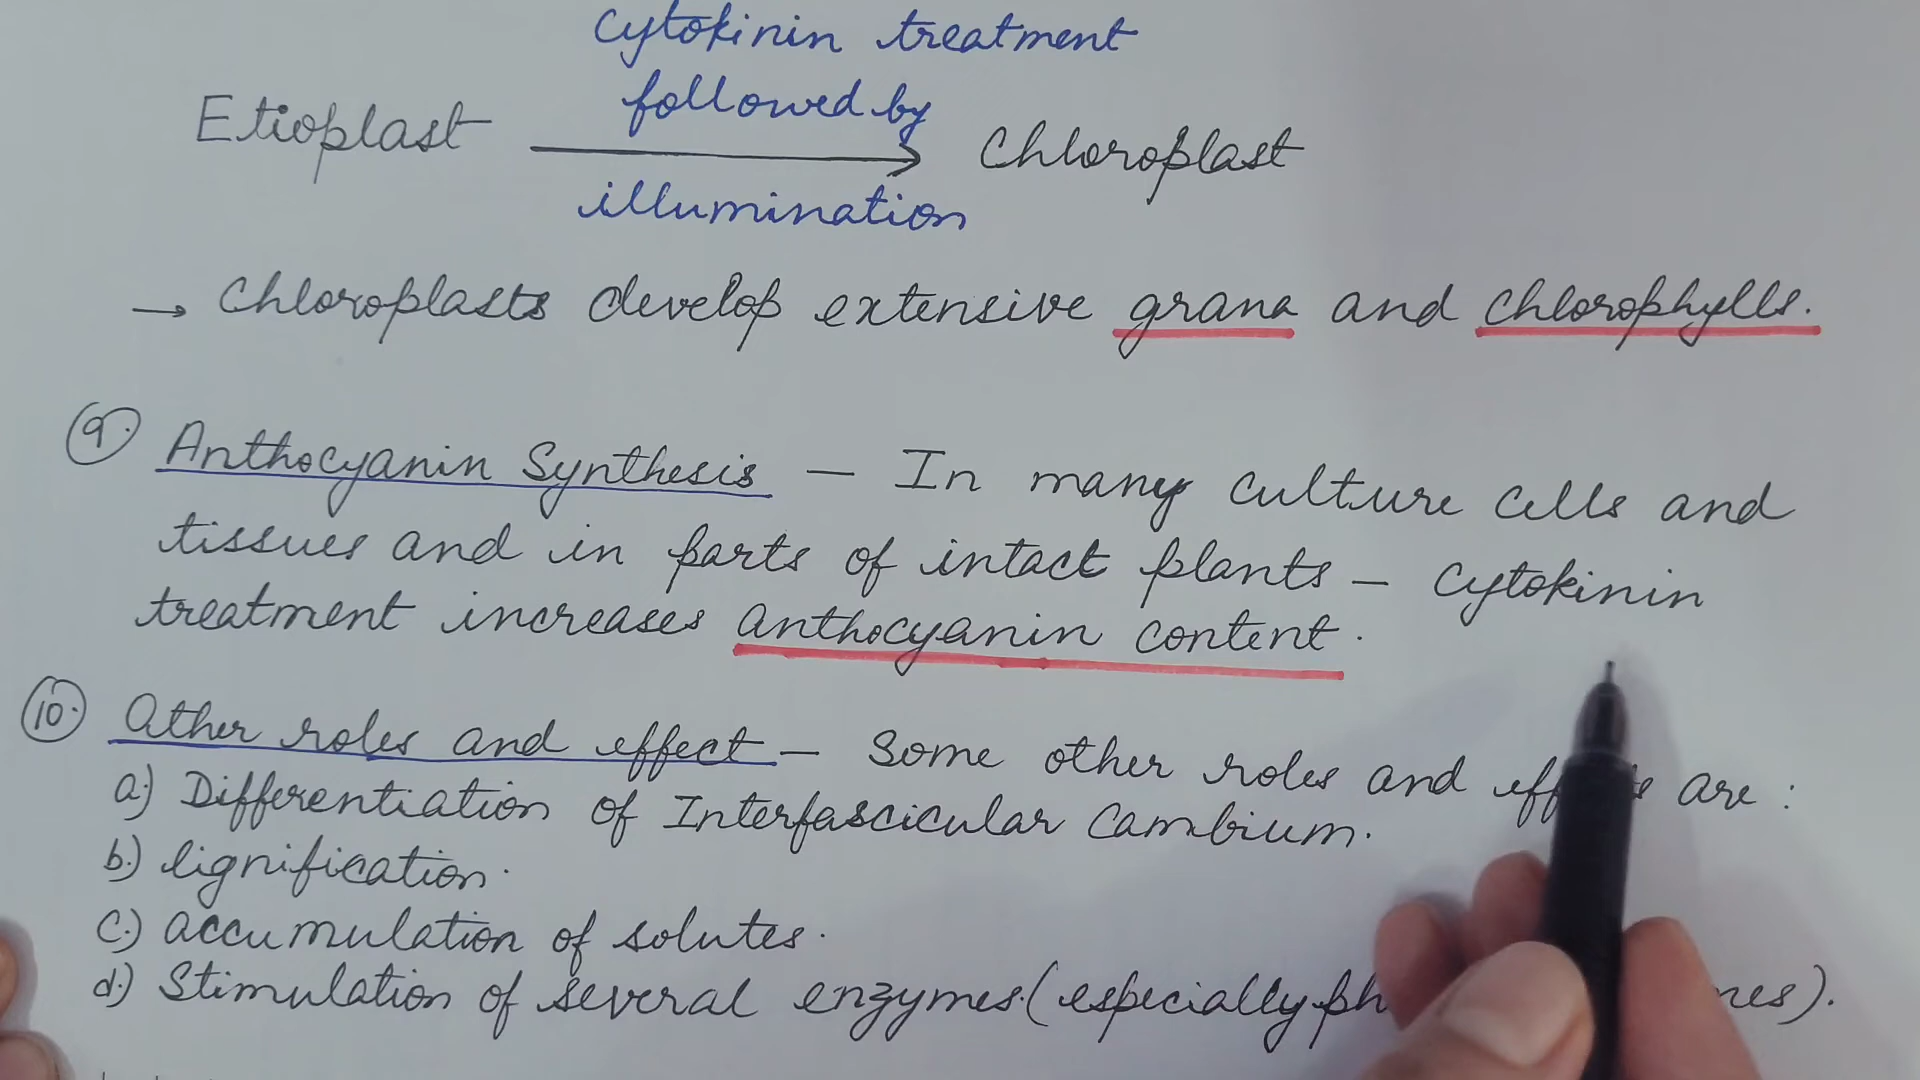 Cytokinin treatment
followed by
Etioplast → Chloroplast
illumination
→ Chloroplasts develop extensive grana and chlorophylls.
9. Anthocyanin Synthesis — In many culture cells and
tissues and in parts of intact plants — Cytokinin
treatment increases anthocyanin content.
10. Other roles and effect — Some other roles and are :
a.) Differentiation of Interfascicular Cambium.
b.) lignification.
c.) accumulation of solutes.
d.) Stimulation of several enzymes. (especially